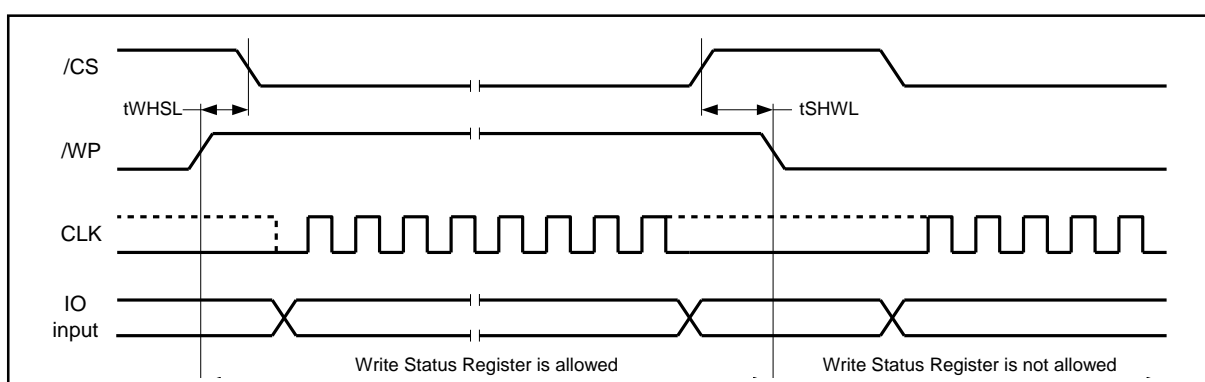 /CS
tWHSL
tSHWL
/WP
CLK
IO
input
Write Status Register is allowed
Write Status Register is not allowed